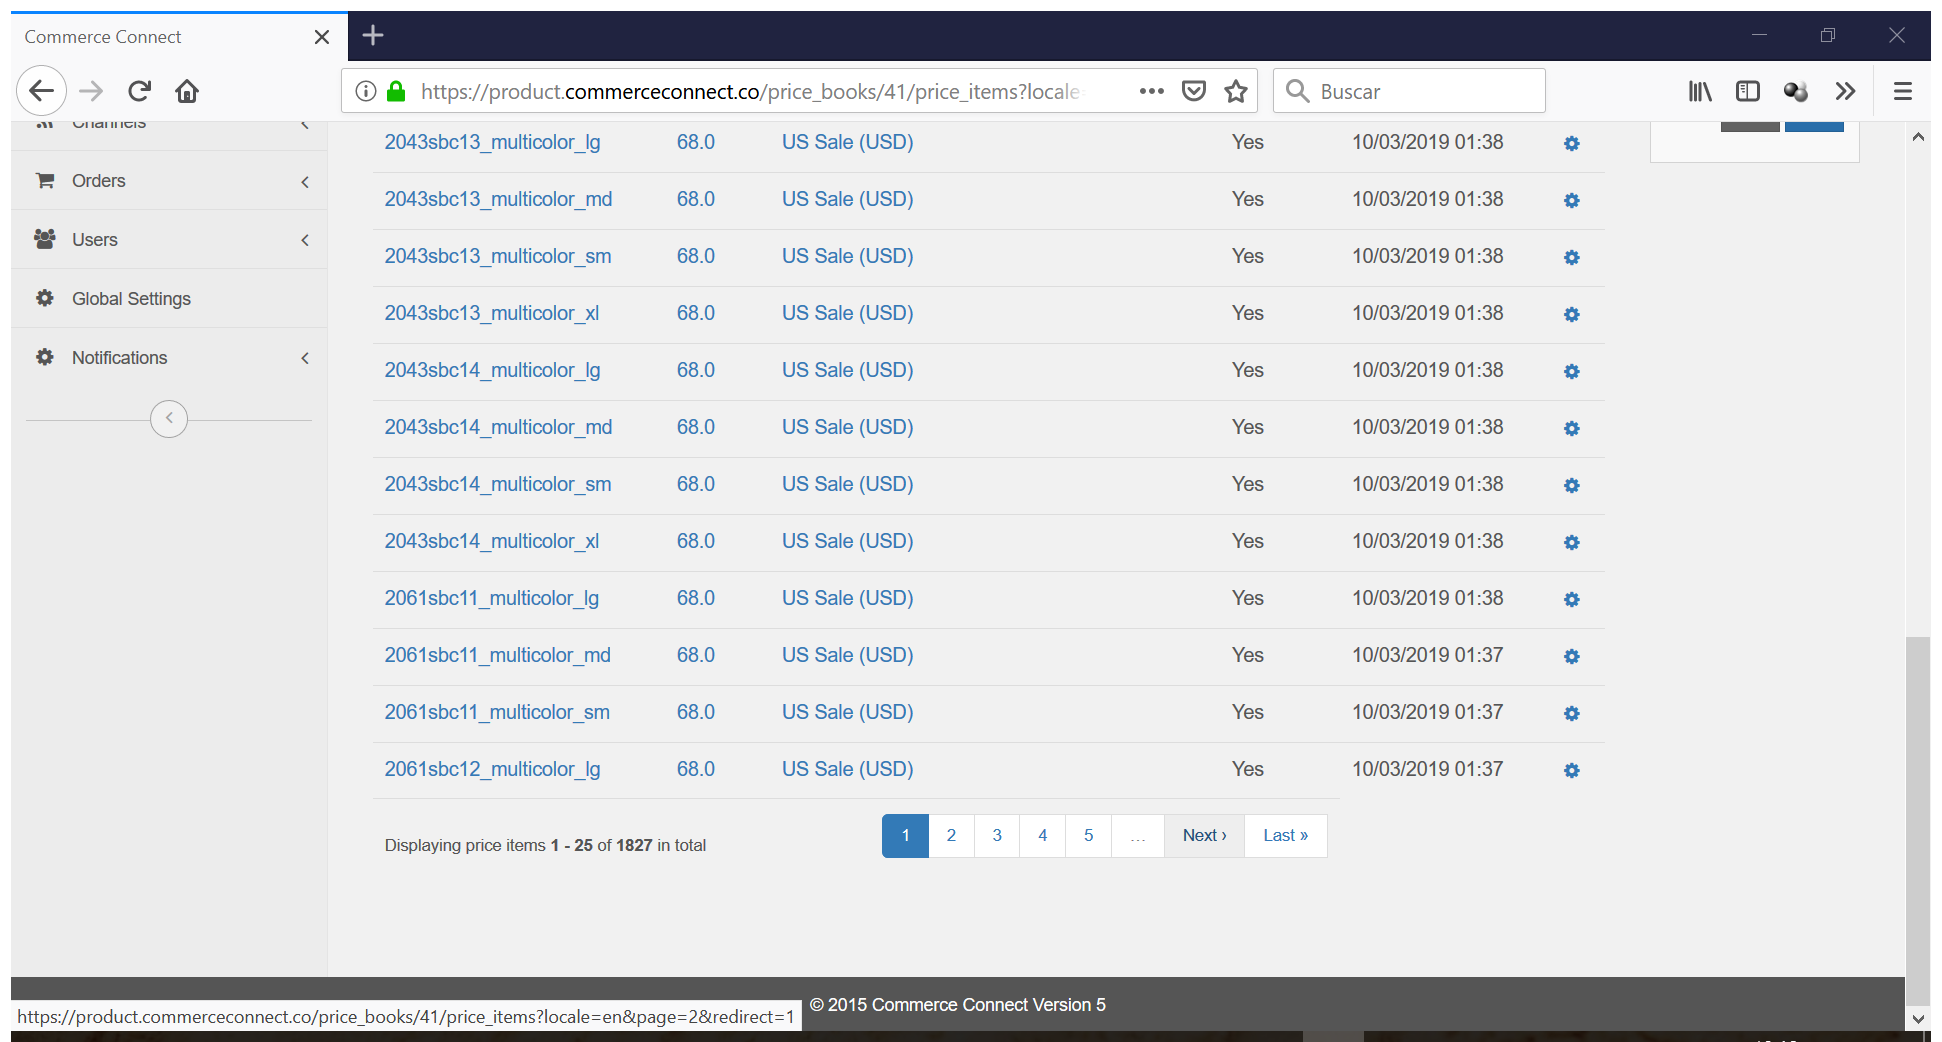 Commerce Connect
https://product.commerceconnect.co/price_books/41/price_items?locale=
Buscar
Channels
Orders
Users
Global Settings
Notifications
2043sbc13_multicolor_lg 68.0 US Sale (USD) Yes 10/03/2019 01:38
2043sbc13_multicolor_md 68.0 US Sale (USD) Yes 10/03/2019 01:38
2043sbc13_multicolor_sm 68.0 US Sale (USD) Yes 10/03/2019 01:38
2043sbc13_multicolor_xl 68.0 US Sale (USD) Yes 10/03/2019 01:38
2043sbc14_multicolor_lg 68.0 US Sale (USD) Yes 10/03/2019 01:38
2043sbc14_multicolor_md 68.0 US Sale (USD) Yes 10/03/2019 01:38
2043sbc14_multicolor_sm 68.0 US Sale (USD) Yes 10/03/2019 01:38
2043sbc14_multicolor_xl 68.0 US Sale (USD) Yes 10/03/2019 01:38
2061sbc11_multicolor_lg 68.0 US Sale (USD) Yes 10/03/2019 01:38
2061sbc11_multicolor_md 68.0 US Sale (USD) Yes 10/03/2019 01:37
2061sbc11_multicolor_sm 68.0 US Sale (USD) Yes 10/03/2019 01:37
2061sbc12_multicolor_lg 68.0 US Sale (USD) Yes 10/03/2019 01:37
Displaying price items 1 - 25 of 1827 in total
1 2 3 4 5 … Next › Last »
© 2015 Commerce Connect Version 5
https://product.commerceconnect.co/price_books/41/price_items?locale=en&page=2&redirect=1